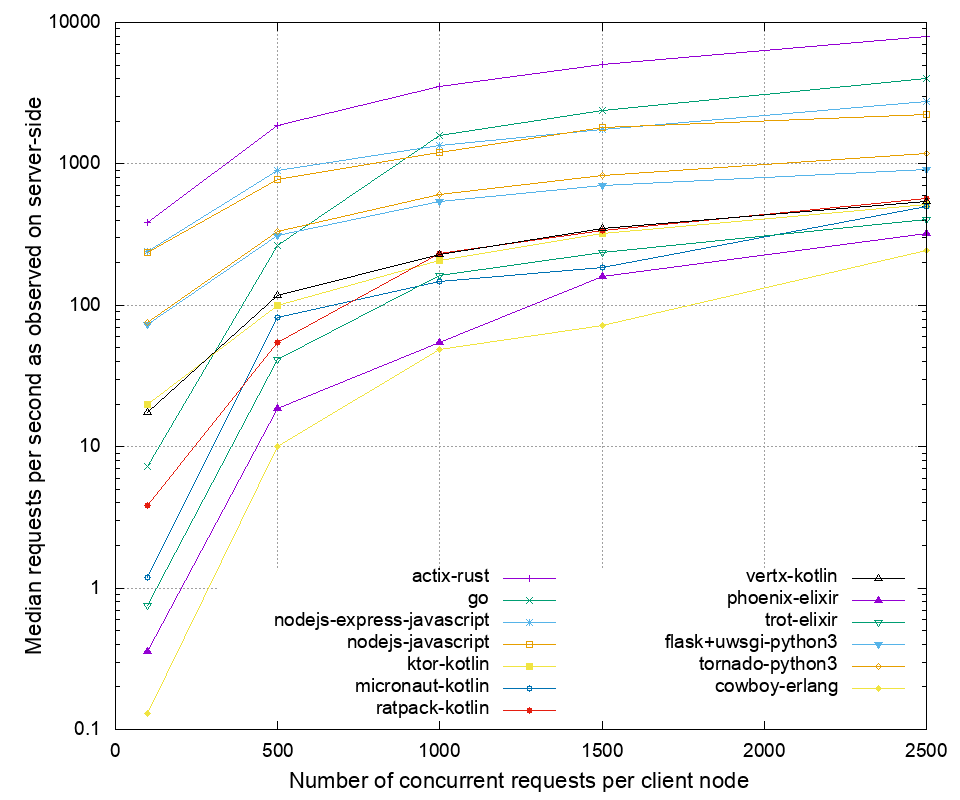 10000
1000
100
10
1
0.1
Median requests per second as observed on server-side
actix-rust
go
nodejs-express-javascript
nodejs-javascript
ktor-kotlin
micronaut-kotlin
ratpack-kotlin
vertx-kotlin
phoenix-elixir
trot-elixir
flask+uwsgi-python3
tornado-python3
cowboy-erlang
0 500 1000 1500 2000 2500
Number of concurrent requests per client node